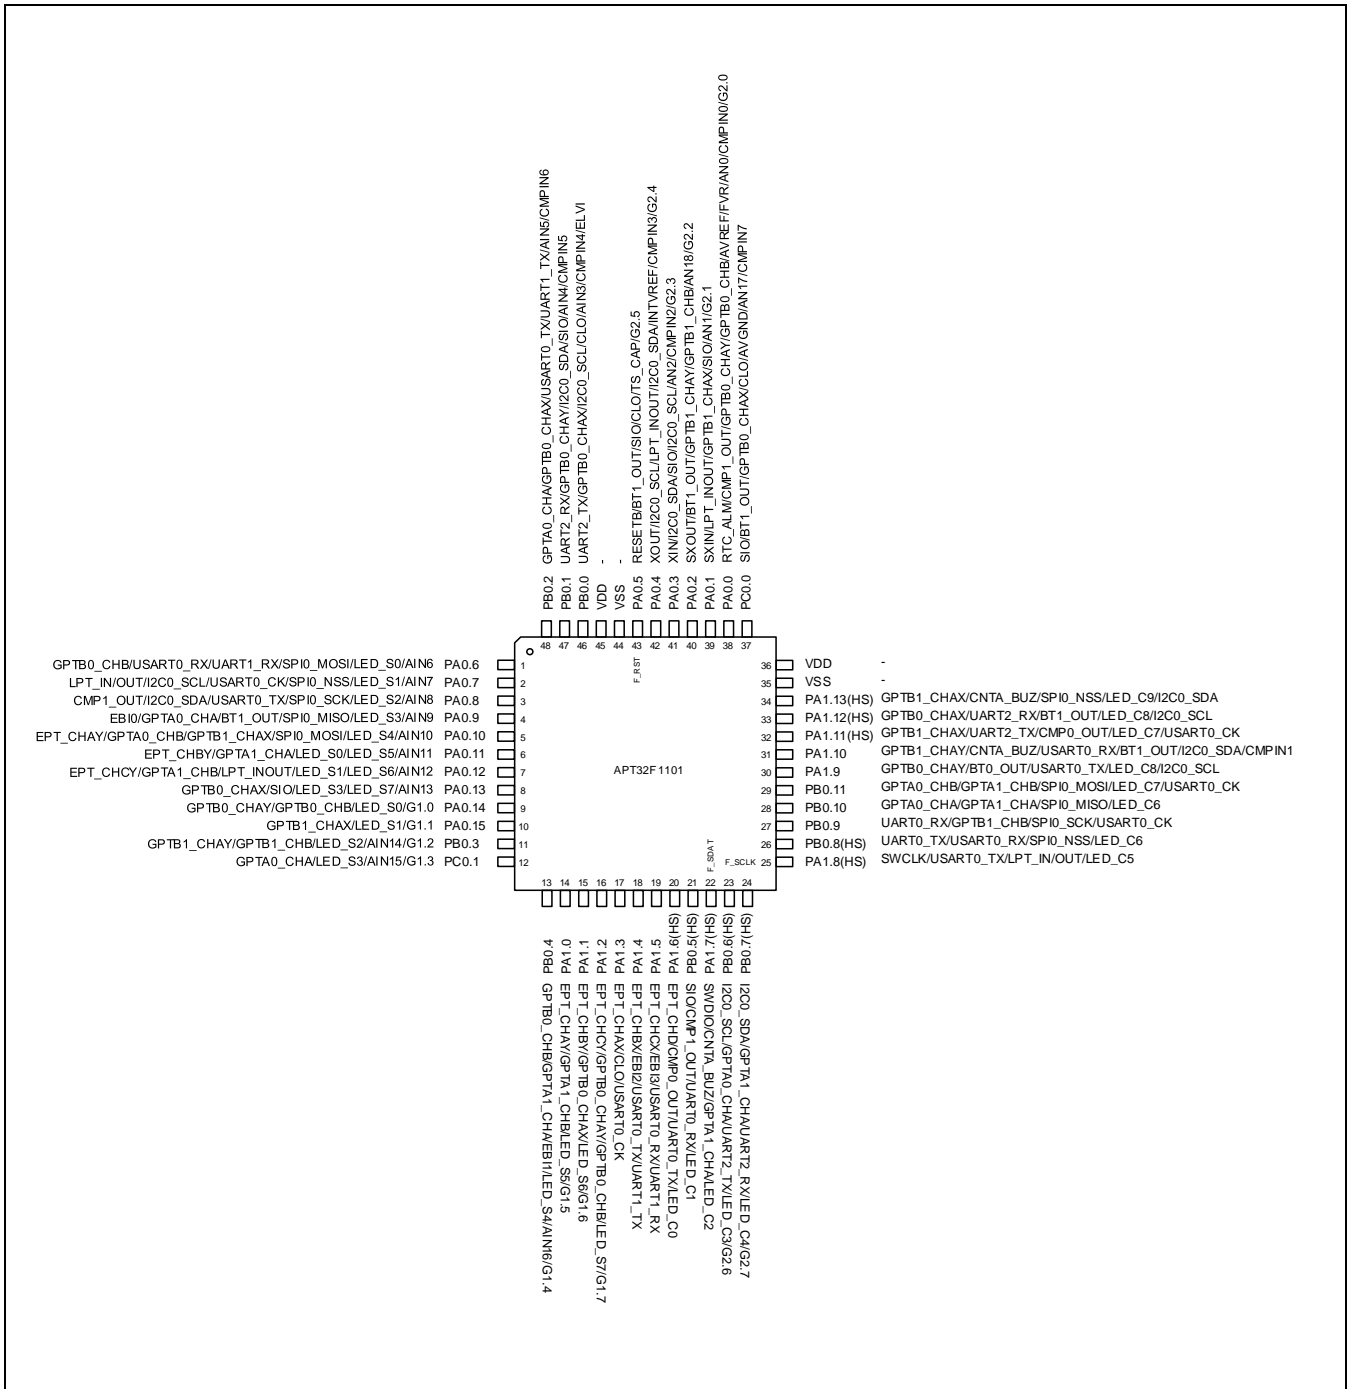 PB0.2 GPTA0_CHA/GPTB0_CHAX/USART0_TX/UART1_TX/AIN5/CMPIN6
PB0.1 UART2_RX/GPTB0_CHAY/I2C0_SDA/SIO/AIN4/CMPIN5
PB0.0 UART2_TX/GPTB0_CHAX/I2C0_SCL/CLO/AIN3/CMPIN4/ELVI
VDD -
VSS -
PA0.5 RESETB/BT1_OUT/SIO/CLO/TS_CAP/G2.5
PA0.4 XOUT/I2C0_SCL/LPT_INOUT/I2C0_SDA/INTVREF/CMPIN3/G2.4
PA0.3 XIN/I2C0_SDA/SIO/I2C0_SCL/AN2/CMPIN2/G2.3
PA0.2 SXOUT/BT1_OUT/GPTB1_CHAY/GPTB1_CHB/AN18/G2.2
PA0.1 SXIN/LPT_INOUT/GPTB1_CHAX/SIO/AN1/G2.1
PA0.0 RTC_ALM/CMP1_OUT/GPTB0_CHAY/GPTB0_CHB/AVREF/FVR/AN0/CMPIN0/G2.0
PC0.0 SIO/BT1_OUT/GPTB0_CHAX/CLO/AVGND/AN17/CMPIN7
48 47 46 45 44 43 42 41 40 39 38 37
F_RST
GPTB0_CHB/USART0_RX/UART1_RX/SPI0_MOSI/LED_S0/AIN6 PA0.6 1
LPT_IN/OUT/I2C0_SCL/USART0_CK/SPI0_NSS/LED_S1/AIN7 PA0.7 2
CMP1_OUT/I2C0_SDA/USART0_TX/SPI0_SCK/LED_S2/AIN8 PA0.8 3
EBI0/GPTA0_CHA/BT1_OUT/SPI0_MISO/LED_S3/AIN9 PA0.9 4
EPT_CHAY/GPTA0_CHB/GPTB1_CHAX/SPI0_MOSI/LED_S4/AIN10 PA0.10 5
EPT_CHBY/GPTA1_CHA/LED_S0/LED_S5/AIN11 PA0.11 6
EPT_CHCY/GPTA1_CHB/LPT_INOUT/LED_S1/LED_S6/AIN12 PA0.12 7
GPTB0_CHAX/SIO/LED_S3/LED_S7/AIN13 PA0.13 8
GPTB0_CHAY/GPTB0_CHB/LED_S0/G1.0 PA0.14 9
GPTB1_CHAX/LED_S1/G1.1 PA0.15 10
GPTB1_CHAY/GPTB1_CHB/LED_S2/AIN14/G1.2 PB0.3 11
GPTA0_CHA/LED_S3/AIN15/G1.3 PC0.1 12
APT32F1101
36 VDD -
35 VSS -
34 PA1.13(HS) GPTB1_CHAX/CNTA_BUZ/SPI0_NSS/LED_C9/I2C0_SDA
33 PA1.12(HS) GPTB0_CHAX/UART2_RX/BT1_OUT/LED_C8/I2C0_SCL
32 PA1.11(HS) GPTB1_CHAX/UART2_TX/CMP0_OUT/LED_C7/USART0_CK
31 PA1.10 GPTB1_CHAY/CNTA_BUZ/USART0_RX/BT1_OUT/I2C0_SDA/CMPIN1
30 PA1.9 GPTB0_CHAY/BT0_OUT/USART0_TX/LED_C8/I2C0_SCL
29 PB0.11 GPTA0_CHB/GPTA1_CHB/SPI0_MOSI/LED_C7/USART0_CK
28 PB0.10 GPTA0_CHA/GPTA1_CHA/SPI0_MISO/LED_C6
27 PB0.9 UART0_RX/GPTB1_CHB/SPI0_SCK/USART0_CK
26 PB0.8(HS) UART0_TX/USART0_RX/SPI0_NSS/LED_C6
25 PA1.8(HS) SWCLK/USART0_TX/LPT_IN/OUT/LED_C5
F_SDAT
F_SCLK
13 14 15 16 17 18 19 20 21 22 23 24
PB0.4 GPTB0_CHB/GPTA1_CHA/EBI1/LED_S4/AIN16/G1.4
PA1.0 EPT_CHAY/GPTA1_CHB/LED_S5/G1.5
PA1.1 EPT_CHBY/GPTB0_CHAX/LED_S6/G1.6
PA1.2 EPT_CHCY/GPTB0_CHAY/GPTB0_CHB/LED_S7/G1.7
PA1.3 EPT_CHAX/CLO/USART0_CK
PA1.4 EPT_CHBX/EBI2/USART0_TX/UART1_TX
PA1.5 EPT_CHCX/EBI3/USART0_RX/UART1_RX
PA1.6(HS) EPT_CHD/CMP0_OUT/UART0_TX/LED_C0
PB0.5(HS) SIO/CMP1_OUT/UART0_RX/LED_C1
PA1.7(HS) SWDIO/CNTA_BUZ/GPTA1_CHA/LED_C2
PB0.6(HS) I2C0_SCL/GPTA0_CHA/UART2_TX/LED_C3/G2.6
PB0.7(HS) I2C0_SDA/GPTA1_CHA/UART2_RX/LED_C4/G2.7